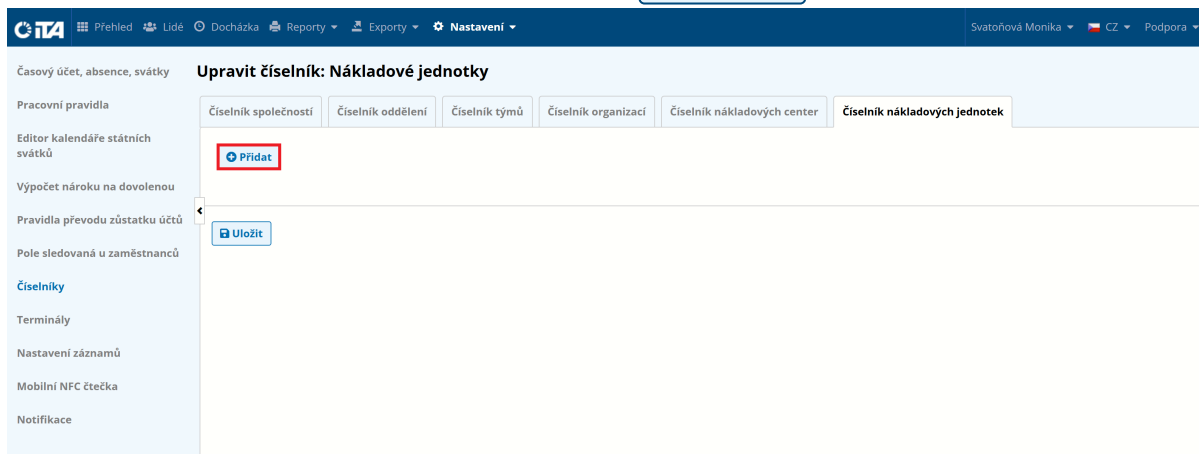 iTA Přehled Lidé Docházka Reporty Exporty Nastavení Svatoňová Monika CZ Podpora
Časový účet, absence, svátky
Pracovní pravidla
Editor kalendáře státních
svátků
Výpočet nároku na dovolenou
Pravidla převodu zůstatku účtů
Pole sledovaná u zaměstnanců
Číselníky
Terminály
Nastavení záznamů
Mobilní NFC čtečka
Notifikace
Upravit číselník: Nákladové jednotky
Číselník společností Číselník oddělení Číselník týmů Číselník organizací Číselník nákladových center Číselník nákladových jednotek
Přidat
Uložit